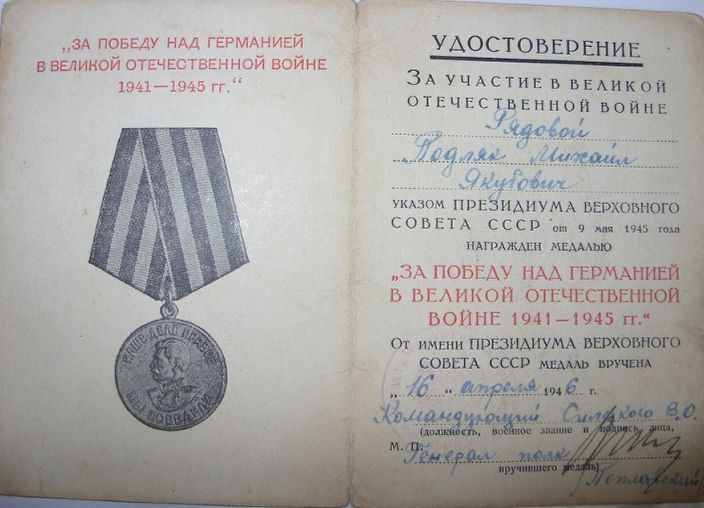 „ЗА ПОБЕДУ НАД ГЕРМАНИЕЙ
В ВЕЛИКОЙ ОТЕЧЕСТВЕННОЙ ВОЙНЕ
1941—1945 гг.“
НАШЕ ДЕЛО ПРАВОЕ
МЫ ПОБЕДИЛИ
УДОСТОВЕРЕНИЕ
ЗА УЧАСТИЕ В ВЕЛИКОЙ
ОТЕЧЕСТВЕННОЙ ВОЙНЕ
Рядовой
Подляк Михаил
Якубович
УКАЗОМ ПРЕЗИДИУМА ВЕРХОВНОГО
СОВЕТА СССР от 9 мая 1945 года
НАГРАЖДЕН МЕДАЛЬЮ
„ЗА ПОБЕДУ НАД ГЕРМАНИЕЙ
В ВЕЛИКОЙ ОТЕЧЕСТВЕННОЙ
ВОЙНЕ 1941—1945 гг.“
ОТ ИМЕНИ ПРЕЗИДИУМА ВЕРХОВНОГО
СОВЕТА СССР МЕДАЛЬ ВРУЧЕНА
„16“ апреля 1946 г.
Командующий В.О.
(должность, военное звание и подпись лица,
М. П.
Генерал полк
вручившего медаль)
(Поплавский)